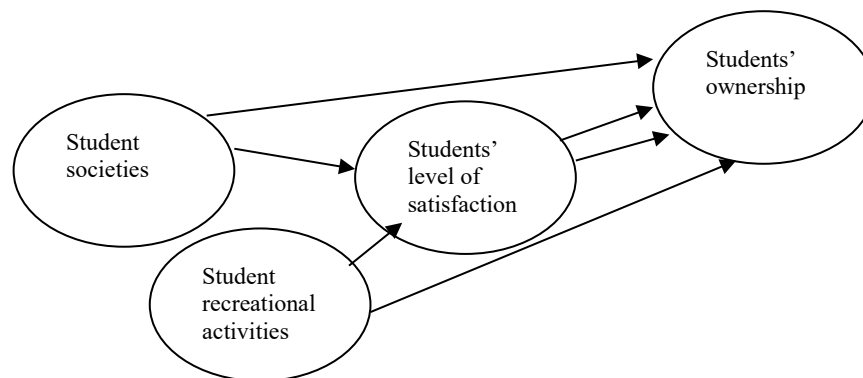 Students’
ownership
Student
societies
Students’
level of
satisfaction
Student
recreational
activities